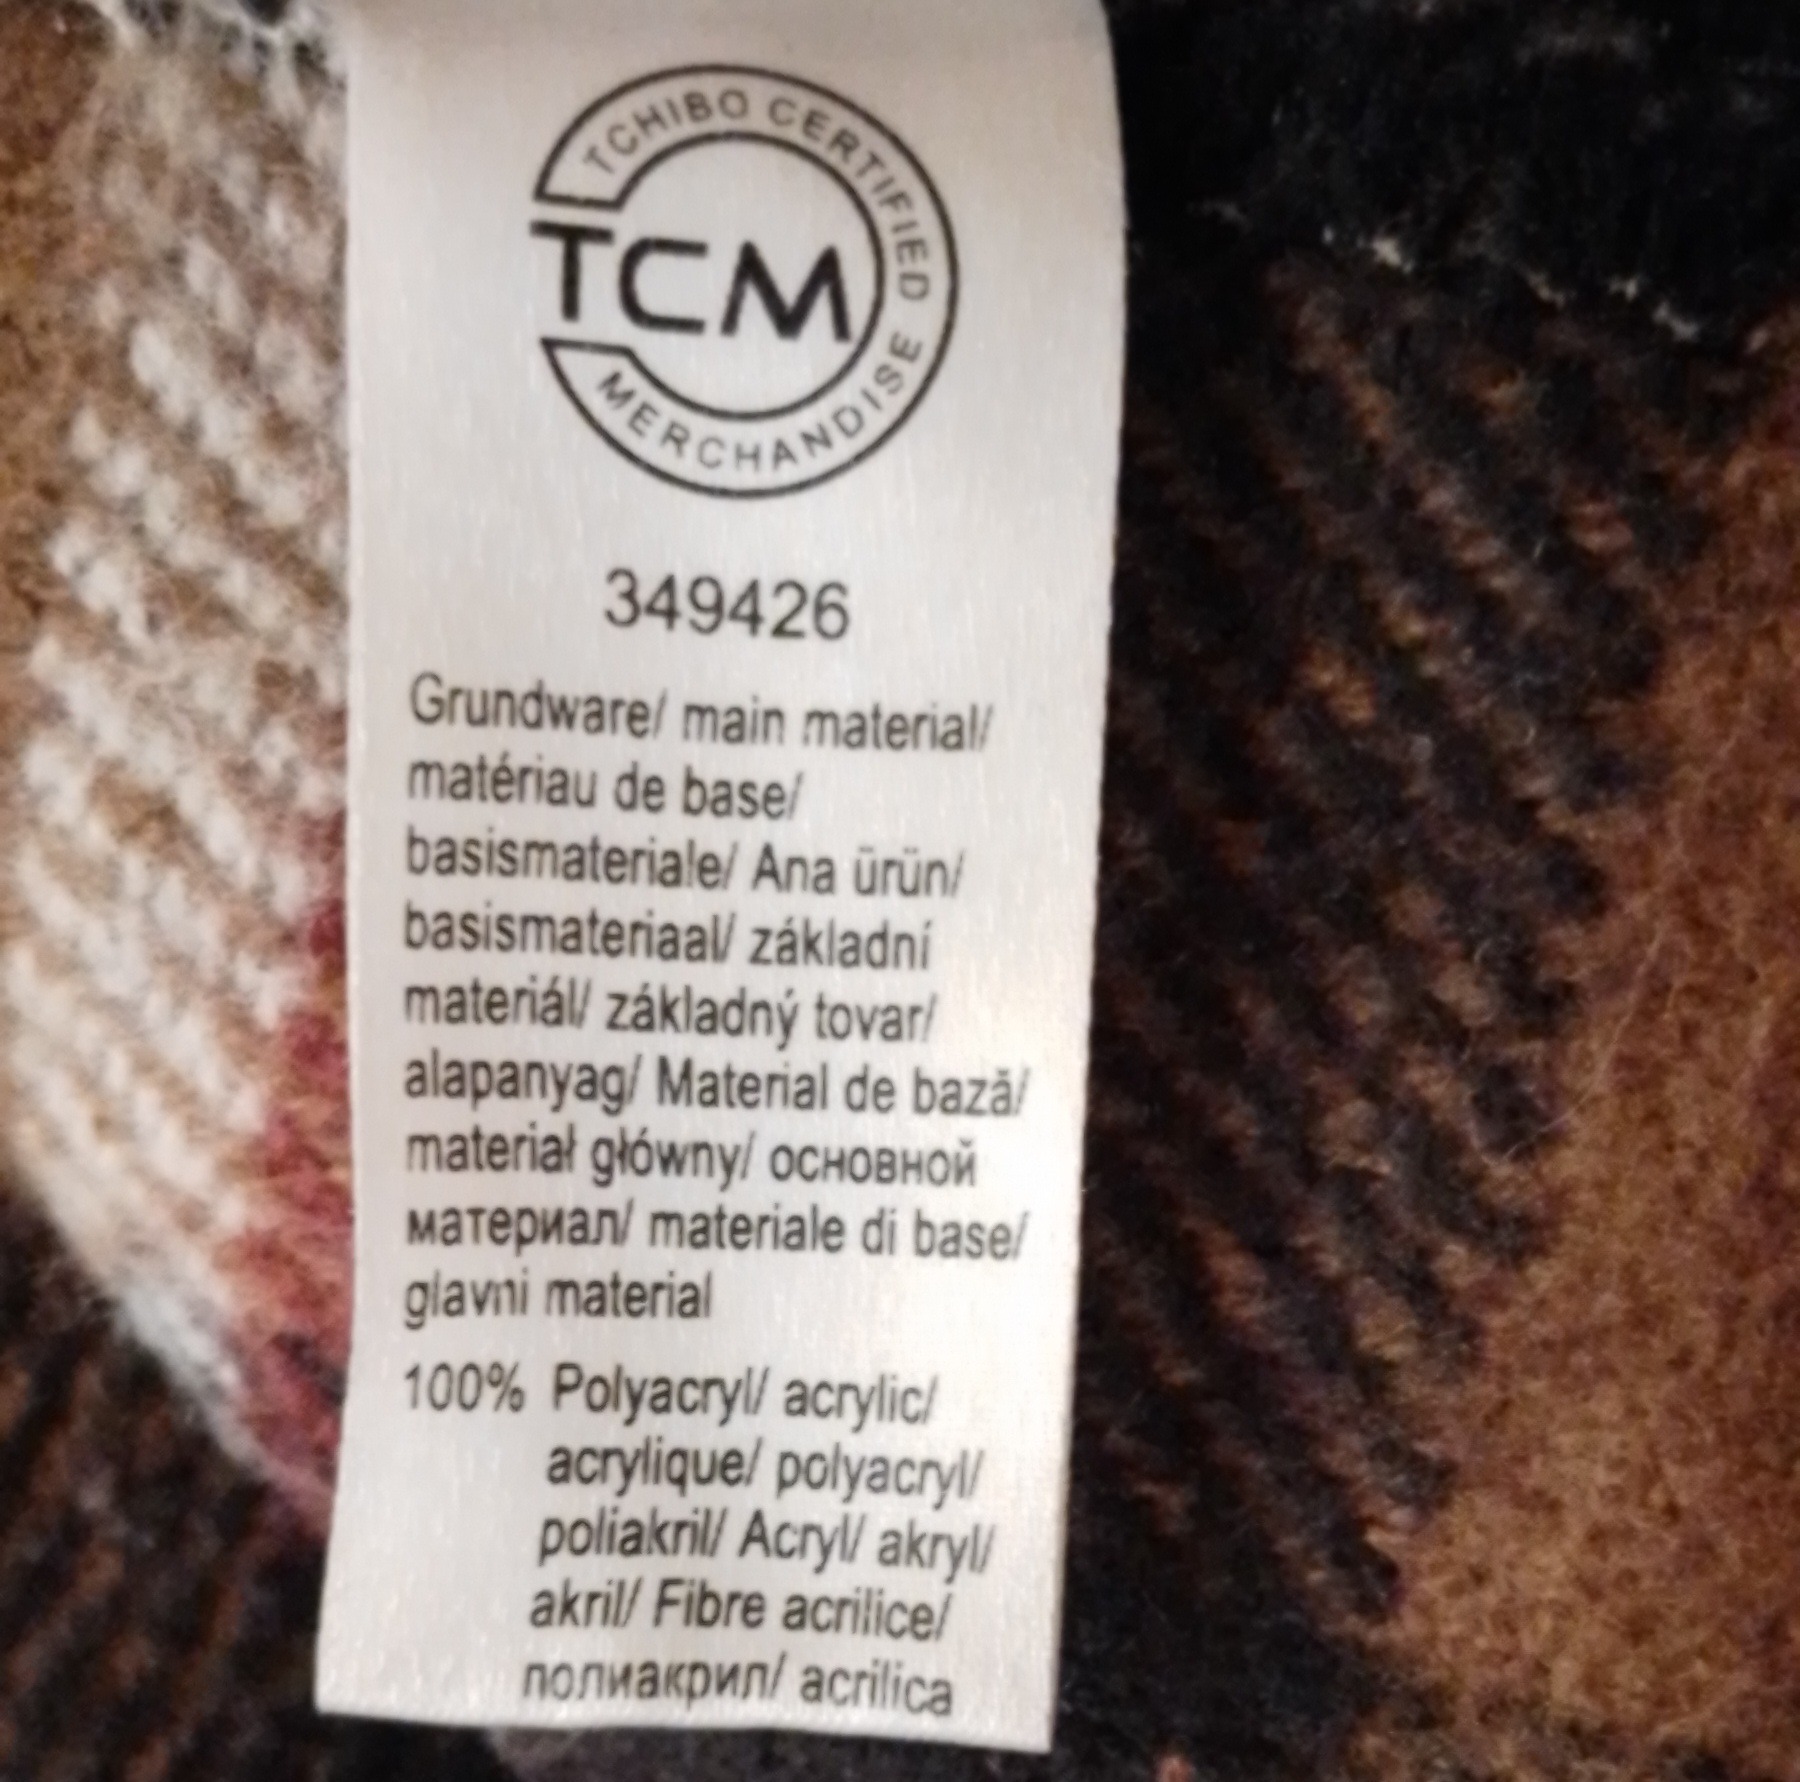 TCHIBO CERTIFIED
TCM
MERCHANDISE
349426
Grundware/ main material/
matériau de base/
basismateriale/ Ana ürün/
basismateriaal/ základní
materiál/ základný tovar/
alapanyag/ Material de bază/
materiał główny/ основной
материал/ materiale di base/
glavni material
100% Polyacryl/ acrylic/
acrylique/ polyacryl/
poliakril/ Acryl/ akryl/
akril/ Fibre acrilice/
полиакрил/ acrilica